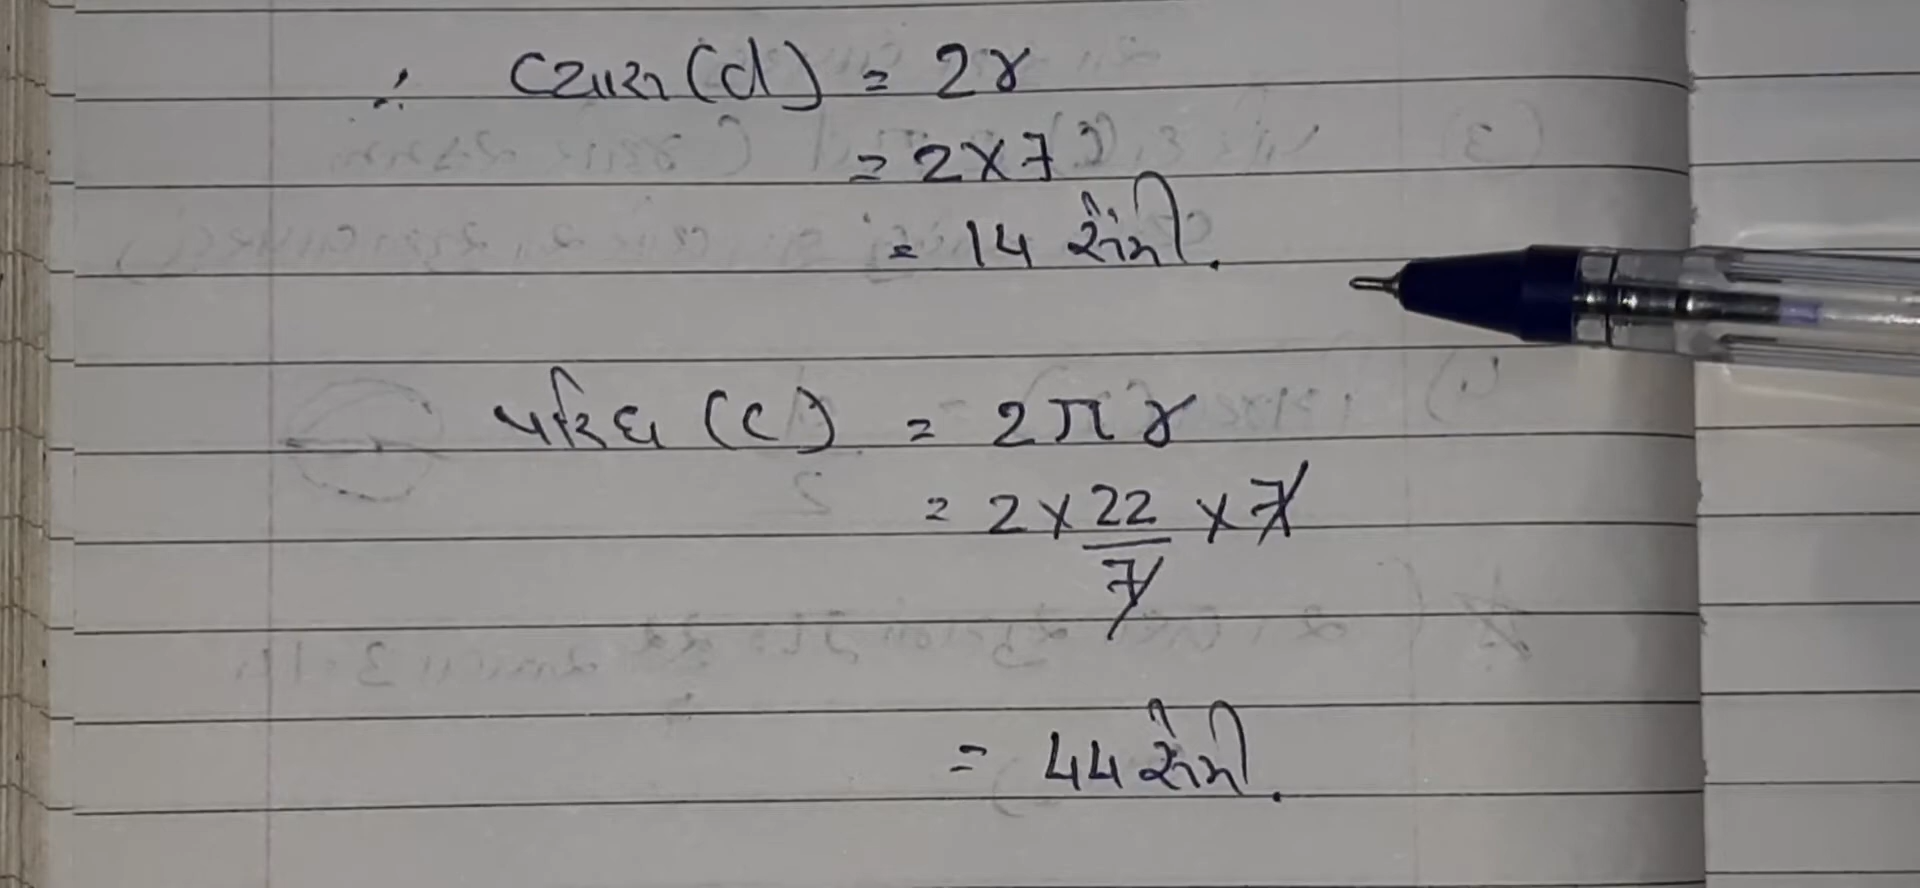 ∴ વ્યાસ (d) = 2r
= 2 × 7
= 14 સેંમી.
પરિઘ (c) = 2πr
= 2 × 22/7 × 7
= 44 સેંમી.